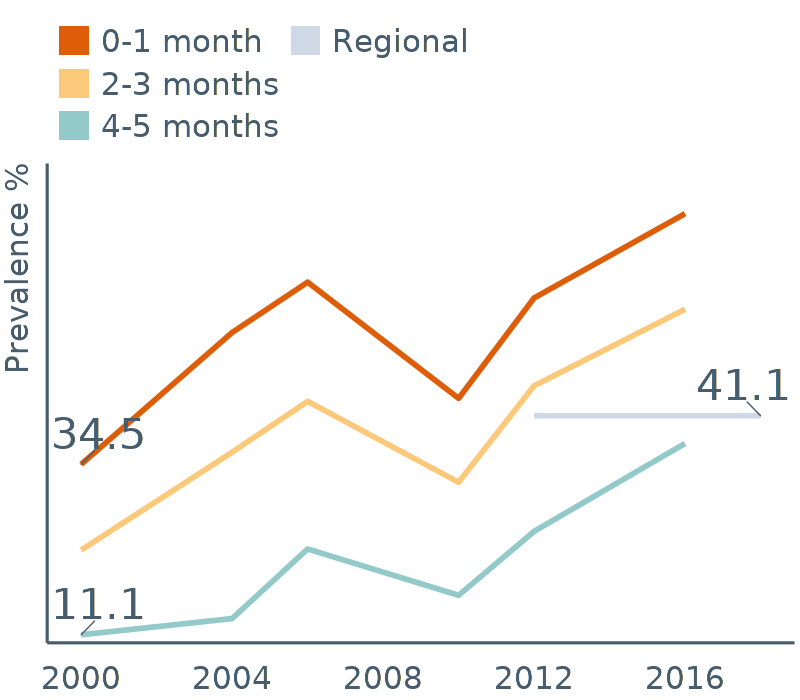 0-1 month
Regional
2-3 months
4-5 months
Prevalence %
41.1
34.5
11.1
2000 2004 2008 2012 2016